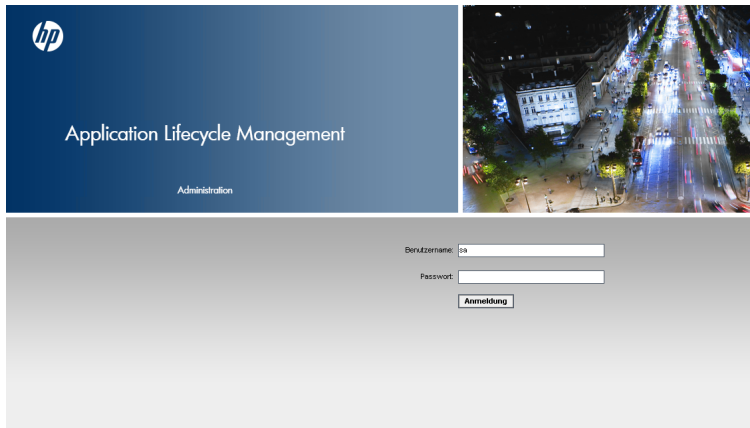 hp
Application Lifecycle Management
Administration
Benutzername: sa
Passwort:
Anmeldung